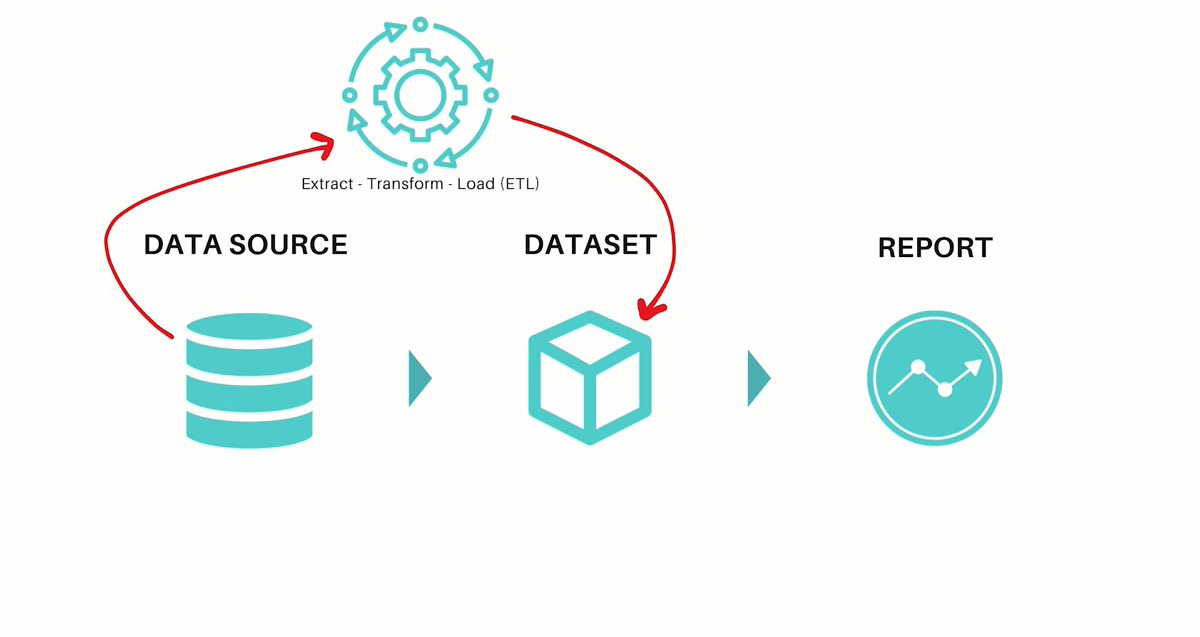 Extract - Transform - Load (ETL)
DATA SOURCE
DATASET
REPORT